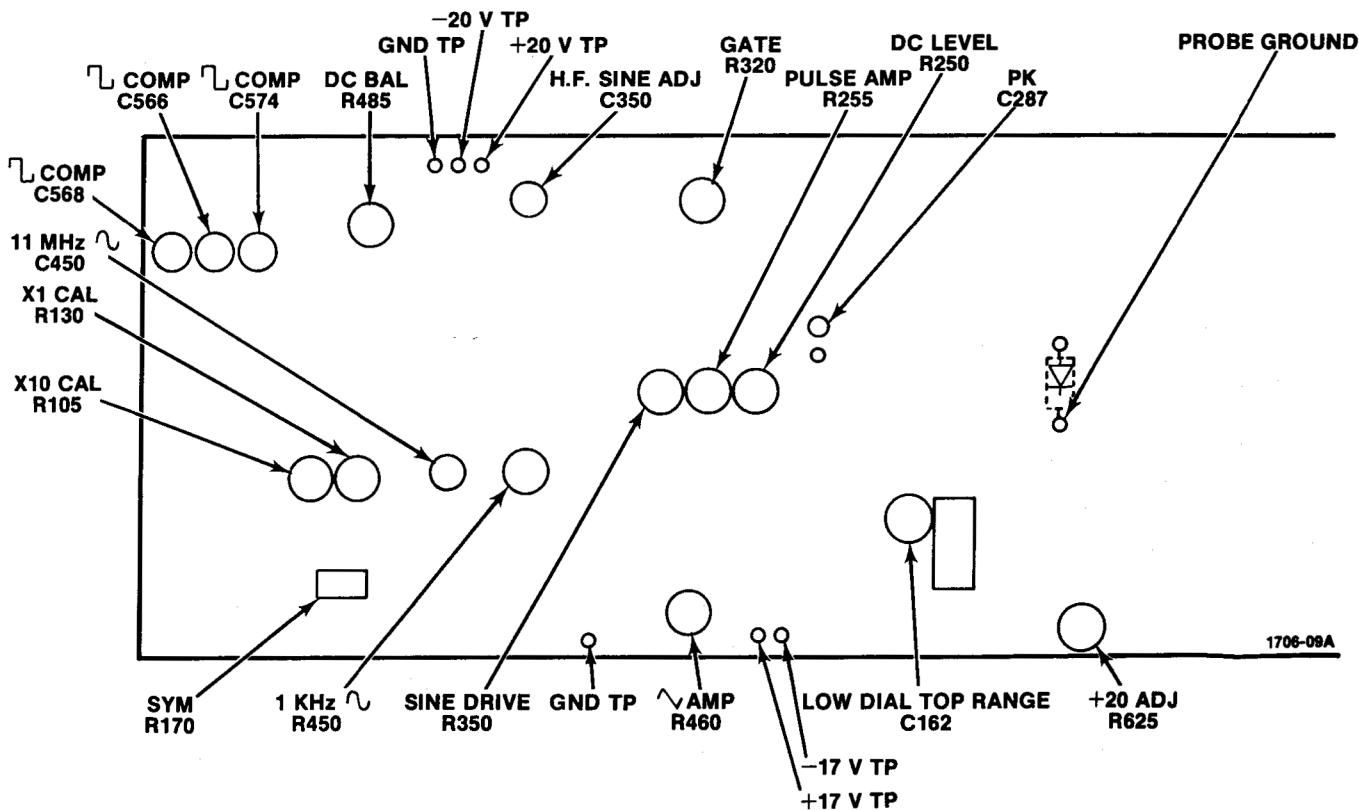 −20 V TP
GND TP
+20 V TP
GATE
R320
DC LEVEL
R250
PROBE GROUND
COMP
C566
COMP
C574
DC BAL
R485
H.F. SINE ADJ
C350
PULSE AMP
R255
PK
C287
COMP
C568
11 MHz
C450
X1 CAL
R130
X10 CAL
R105
1706-09A
SYM
R170
1 KHz
R450
SINE DRIVE
R350
GND TP
AMP
R460
LOW DIAL TOP RANGE
C162
+20 ADJ
R625
−17 V TP
+17 V TP